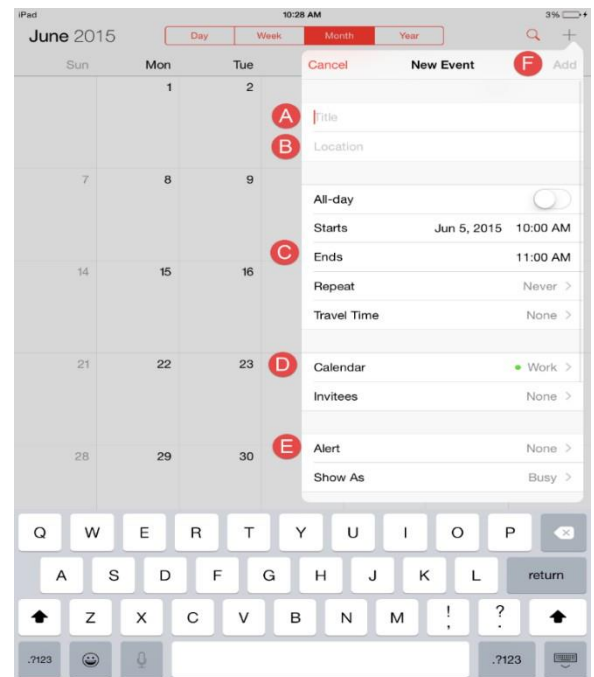 iPad 10:28 AM 3%
June 2015 Day Week Month Year
Sun Mon Tue Cancel New Event F Add
1 2
A Title
B Location
7 8 9
All-day
Starts Jun 5, 2015 10:00 AM
C Ends 11:00 AM
14 15 16
Repeat Never >
Travel Time None >
21 22 23 D Calendar Work >
Invitees None >
E Alert None >
28 29 30
Show As Busy >
Q W E R T Y U I O P
A S D F G H J K L return
Z X C V B N M ! , ? .
.?123 .?123